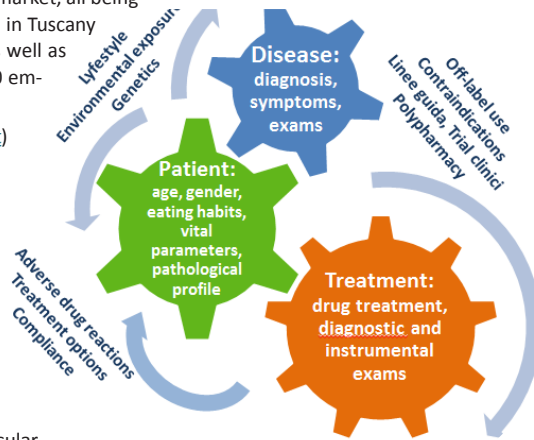 market, all being
in Tuscany
well as
em-
Lyfestyle
Environmental exposure
Genetics
Disease:
diagnosis,
symptoms,
exams
Off-label use
Contraindications
Linee guida, Trial clinici
Polypharmacy
Patient:
age, gender,
eating habits,
vital
parameters,
pathological
profile
Treatment:
drug treatment,
diagnostic and
instrumental
exams
Adverse drug reactions
Treatment options
Compliance